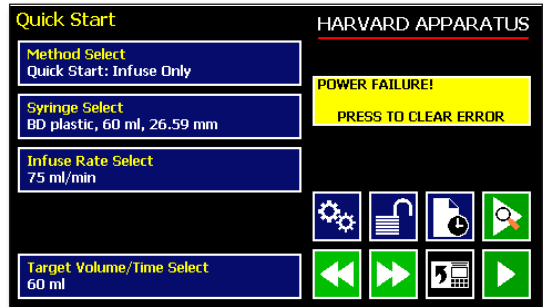 Quick Start
HARVARD APPARATUS
Method Select
Quick Start: Infuse Only
POWER FAILURE!
PRESS TO CLEAR ERROR
Syringe Select
BD plastic, 60 ml, 26.59 mm
Infuse Rate Select
75 ml/min
Target Volume/Time Select
60 ml